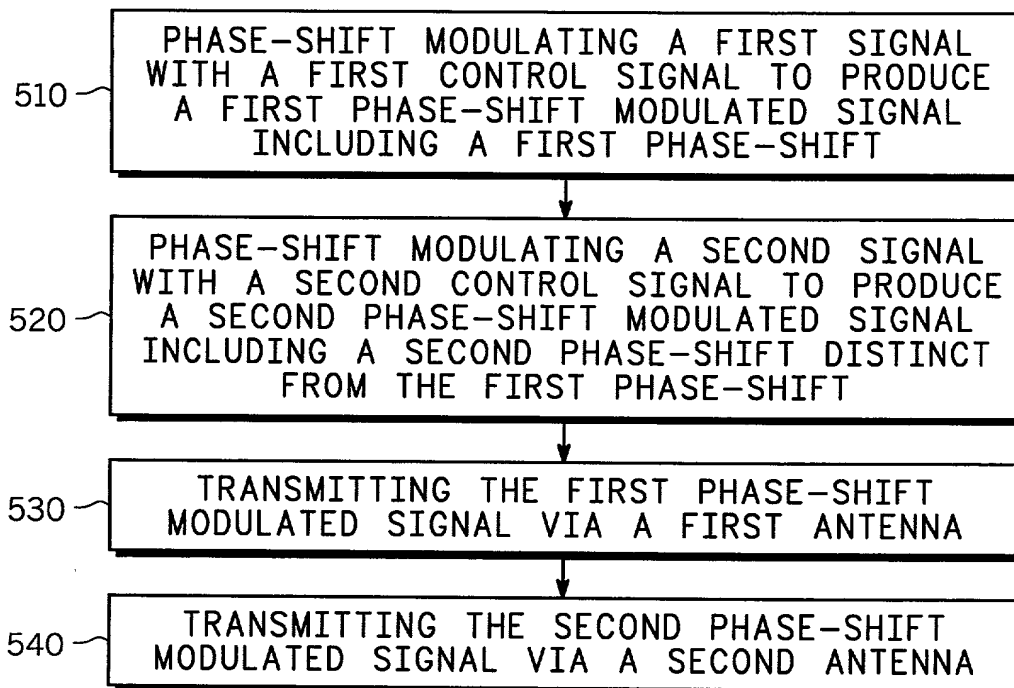 PHASE-SHIFT MODULATING A FIRST SIGNAL
WITH A FIRST CONTROL SIGNAL TO PRODUCE
510
A FIRST PHASE-SHIFT MODULATED SIGNAL
INCLUDING A FIRST PHASE-SHIFT
PHASE-SHIFT MODULATING A SECOND SIGNAL
WITH A SECOND CONTROL SIGNAL TO PRODUCE
520
A SECOND PHASE-SHIFT MODULATED SIGNAL
INCLUDING A SECOND PHASE-SHIFT DISTINCT
FROM THE FIRST PHASE-SHIFT
530
TRANSMITTING THE FIRST PHASE-SHIFT
MODULATED SIGNAL VIA A FIRST ANTENNA
540
TRANSMITTING THE SECOND PHASE-SHIFT
MODULATED SIGNAL VIA A SECOND ANTENNA